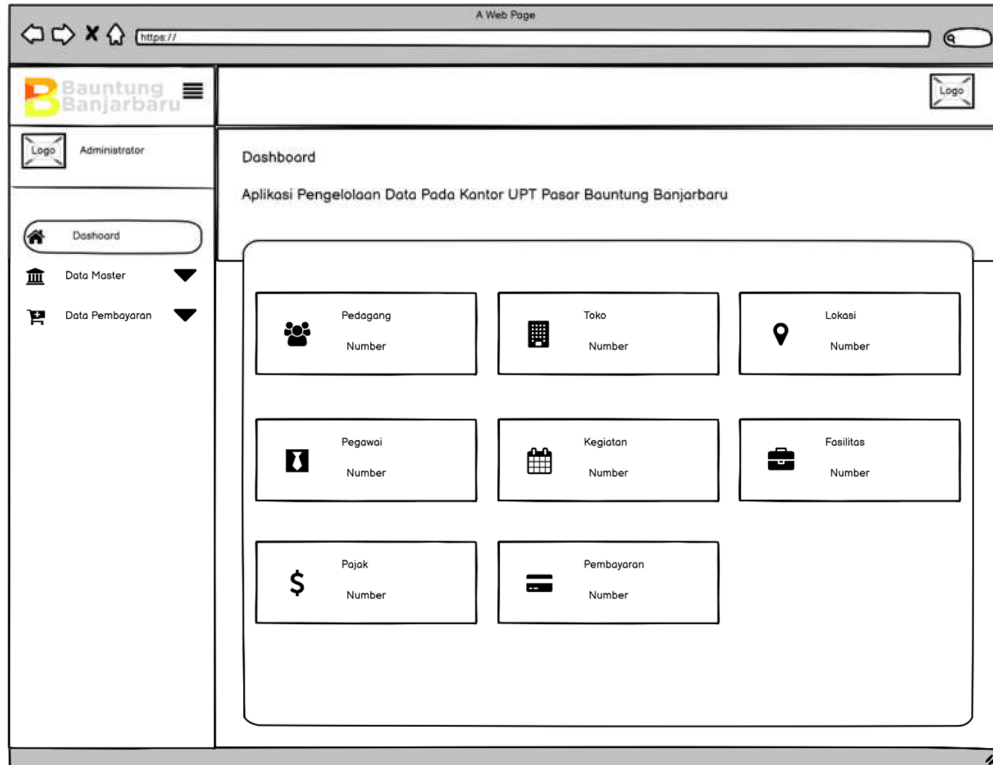 A Web Page
https://
Bauntung
Banjarbaru
Logo
Logo
Administrator
Dashboard
Aplikasi Pengelolaan Data Pada Kantor UPT Pasar Bauntung Banjarbaru
Dashoard
Data Master
Data Pembayaran
Pedagang
Number
Toko
Number
Lokasi
Number
Pegawai
Number
Kegiatan
Number
Fasilitas
Number
Pajak
Number
Pembayaran
Number